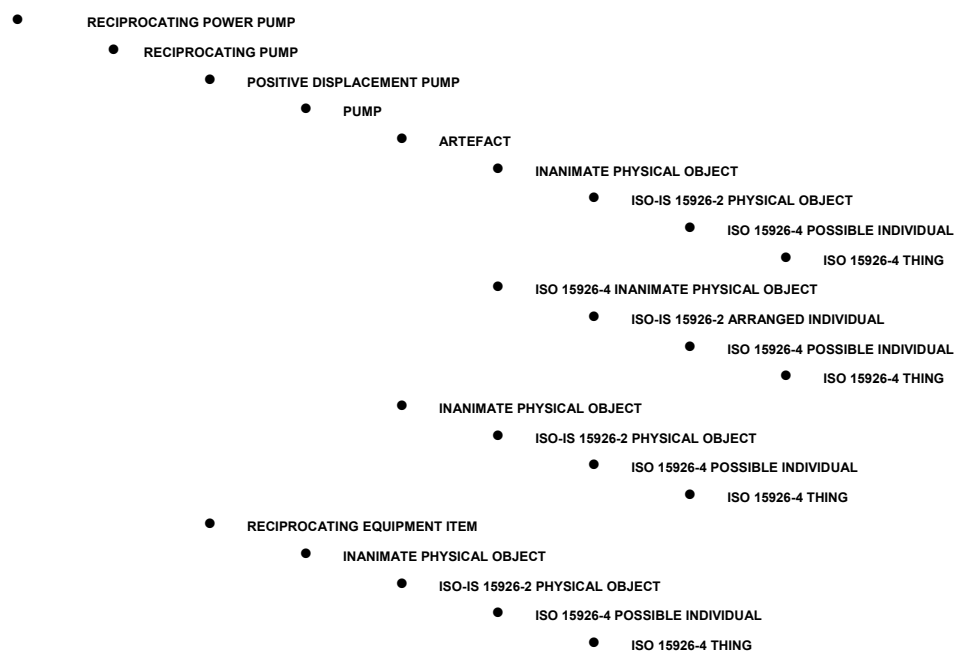 RECIPROCATING POWER PUMP
RECIPROCATING PUMP
POSITIVE DISPLACEMENT PUMP
PUMP
ARTEFACT
INANIMATE PHYSICAL OBJECT
ISO-IS 15926-2 PHYSICAL OBJECT
ISO 15926-4 POSSIBLE INDIVIDUAL
ISO 15926-4 THING
ISO 15926-4 INANIMATE PHYSICAL OBJECT
ISO-IS 15926-2 ARRANGED INDIVIDUAL
ISO 15926-4 POSSIBLE INDIVIDUAL
ISO 15926-4 THING
INANIMATE PHYSICAL OBJECT
ISO-IS 15926-2 PHYSICAL OBJECT
ISO 15926-4 POSSIBLE INDIVIDUAL
ISO 15926-4 THING
RECIPROCATING EQUIPMENT ITEM
INANIMATE PHYSICAL OBJECT
ISO-IS 15926-2 PHYSICAL OBJECT
ISO 15926-4 POSSIBLE INDIVIDUAL
ISO 15926-4 THING